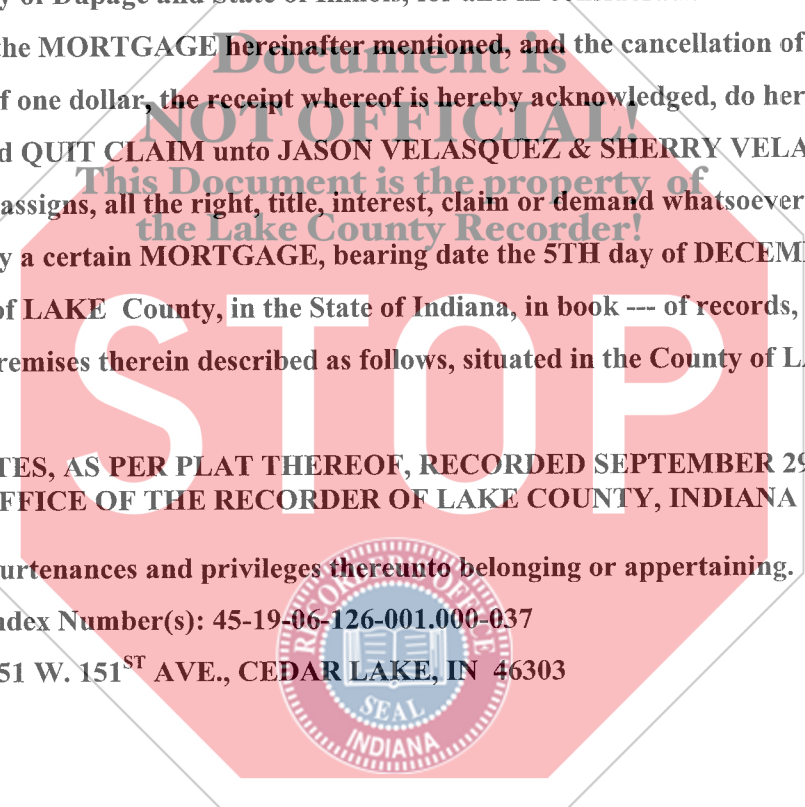 y of Dupage and State of Illinois, for and in consideration
the MORTGAGE hereinafter mentioned, and the cancellation of
Document is
f one dollar, the receipt whereof is hereby acknowledged, do her
NOT OFFICIAL!
d QUIT CLAIM unto JASON VELASQUEZ & SHERRY VELA
This Document is the property of
assigns, all the right, title, interest, claim or demand whatsoever
the Lake County Recorder!
y a certain MORTGAGE, bearing date the 5TH day of DECEM
of LAKE County, in the State of Indiana, in book --- of records,
remises therein described as follows, situated in the County of LA
STOP
TES, AS PER PLAT THEREOF, RECORDED SEPTEMBER 29
FFICE OF THE RECORDER OF LAKE COUNTY, INDIANA
urtenances and privileges thereunto belonging or appertaining.
ndex Number(s): 45-19-06-126-001.000-037
51 W. 151ST AVE., CEDAR LAKE, IN 46303
RECORDER'S OFFICE
SEAL
INDIANA